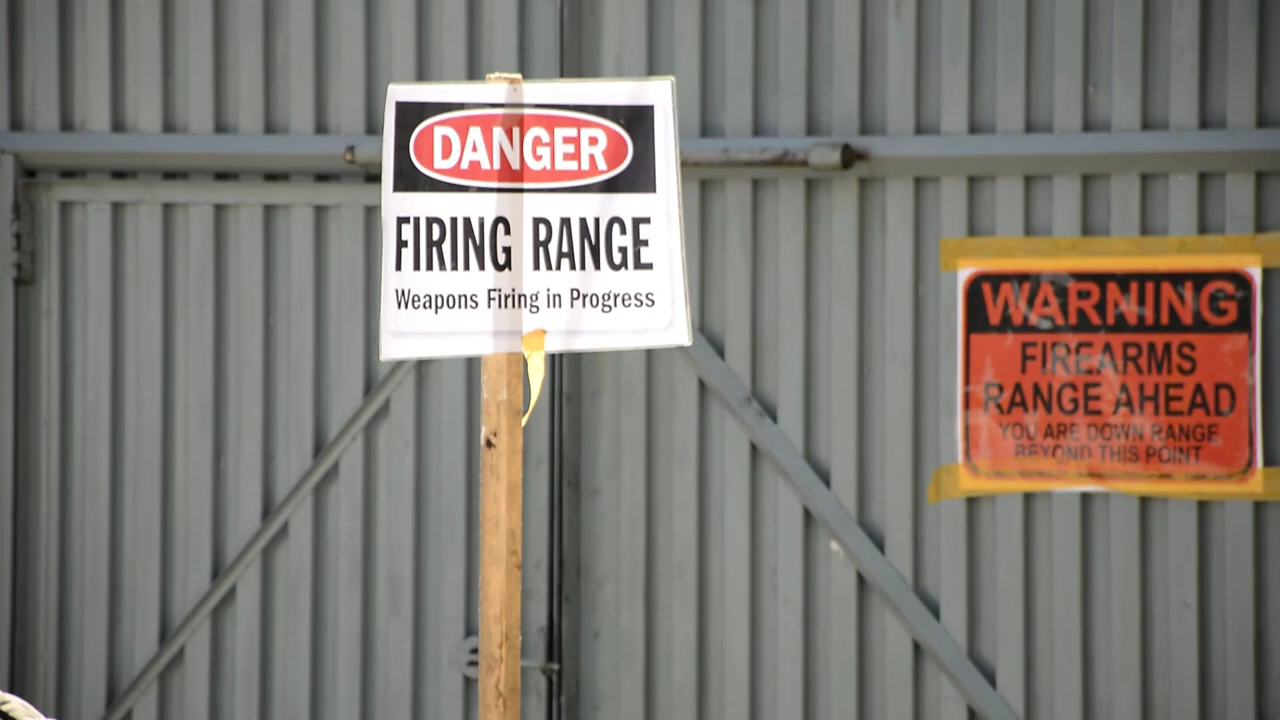 DANGER
FIRING RANGE
Weapons Firing in Progress
WARNING
FIREARMS
RANGE AHEAD
YOU ARE DOWN RANGE
BEYOND THIS POINT